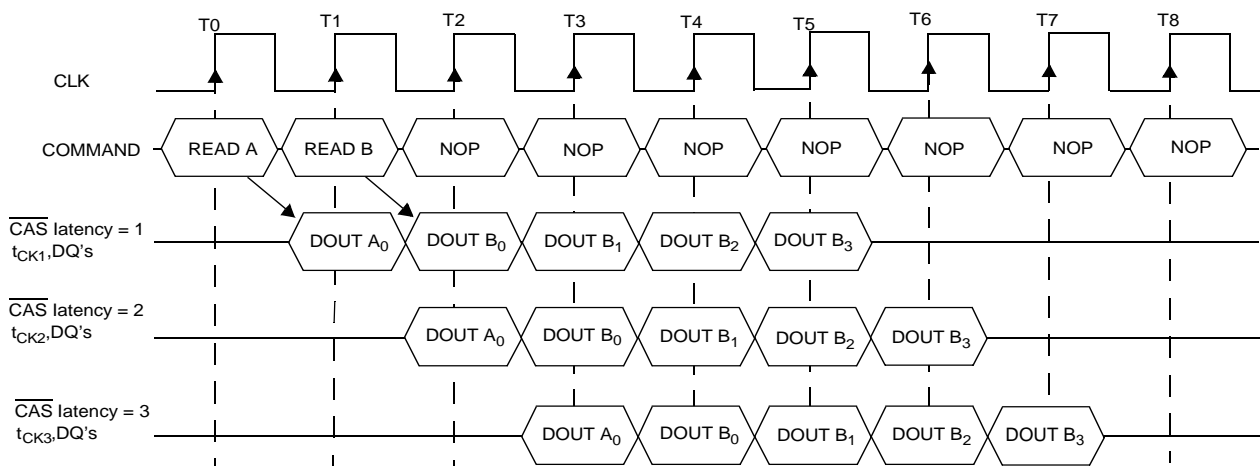 T0 T1 T2 T3 T4 T5 T6 T7 T8
CLK
COMMAND READ A READ B NOP NOP NOP NOP NOP NOP NOP
CAS latency = 1
tCK1,DQ's DOUT A0 DOUT B0 DOUT B1 DOUT B2 DOUT B3
CAS latency = 2
tCK2,DQ's DOUT A0 DOUT B0 DOUT B1 DOUT B2 DOUT B3
CAS latency = 3
tCK3,DQ's DOUT A0 DOUT B0 DOUT B1 DOUT B2 DOUT B3